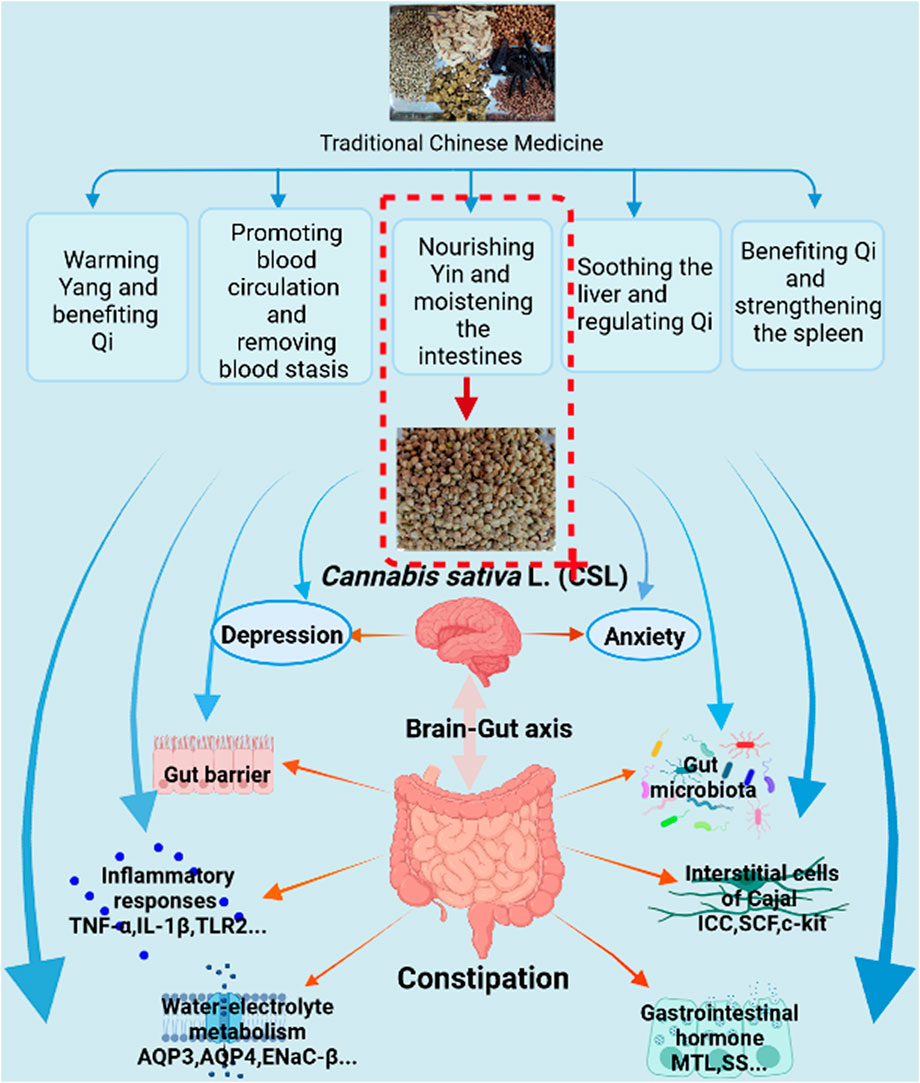 Traditional Chinese Medicine
Warming
Yang and
benefiting
Qi
Promoting
blood
circulation
and
removing
blood stasis
Nourishing
Yin and
moistening
the
intestines
Soothing the
liver and
regulating Qi
Benefiting Qi
and
strengthening
the spleen
Cannabis sativa L. (CSL)
Depression
Anxiety
Brain-Gut axis
Gut barrier
Gut
microbiota
Inflammatory
responses
TNF-α,IL-1β,TLR2...
Interstitial cells
of Cajal
ICC,SCF,c-kit
Constipation
Water-electrolyte
metabolism
AQP3,AQP4,ENaC-β...
Gastrointestinal
hormone
MTL,SS...